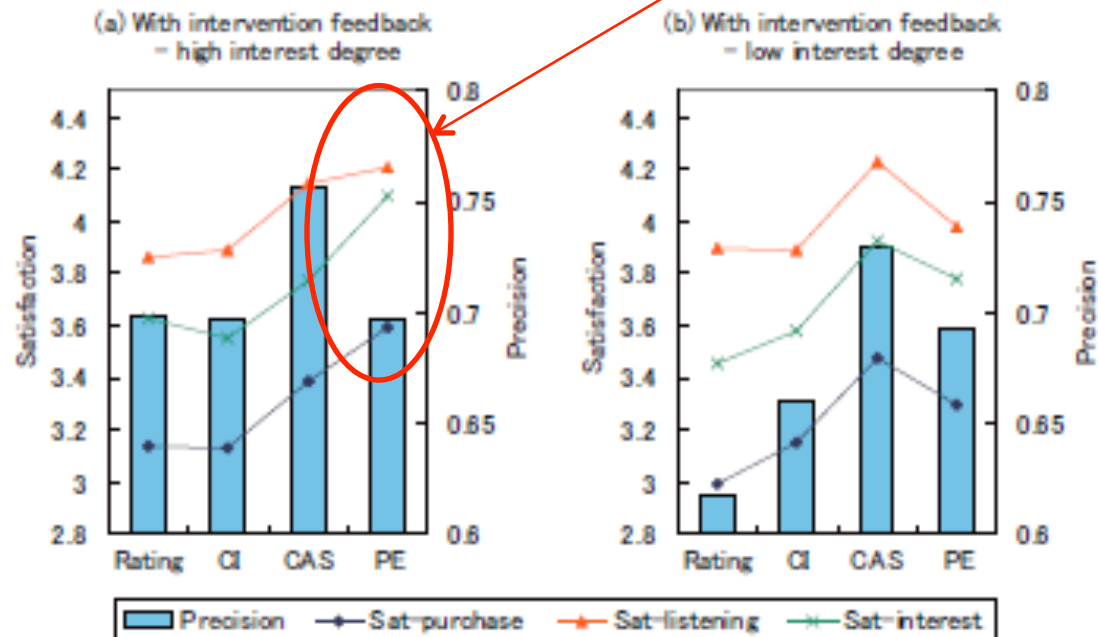 (a) With intervention feedback
- high interest degree
(b) With intervention feedback
- low interest degree
4.4
4.2
4
3.8
3.6
3.4
3.2
3
2.8
Satisfaction
0.8
0.75
0.7
0.65
0.6
Precision
Rating CI CAS PE
4.4
4.2
4
3.8
3.6
3.4
3.2
3
2.8
Satisfaction
0.8
0.75
0.7
0.65
0.6
Precision
Rating CI CAS PE
Precision Sat-purchase Sat-listening Sat-interest